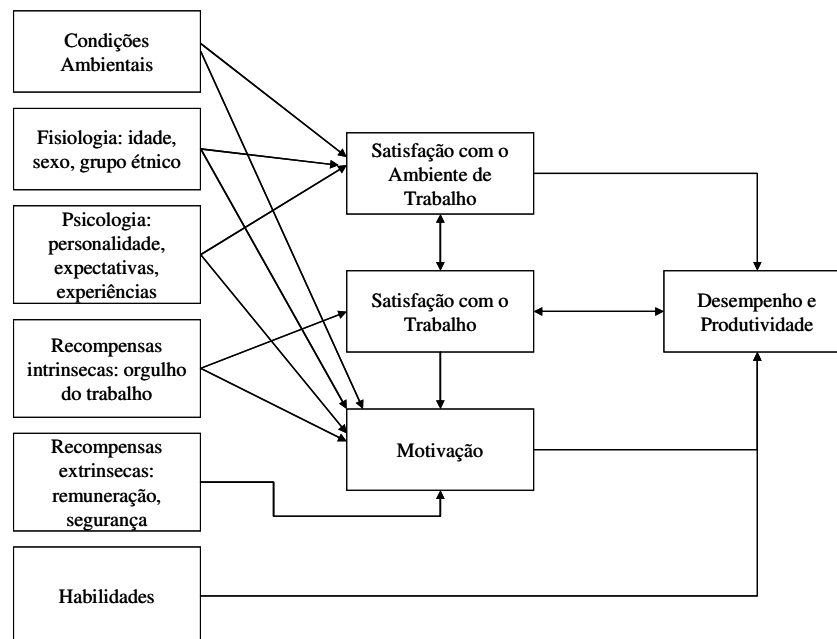 Condições
Ambientais
Fisiologia: idade,
sexo, grupo étnico
Psicologia:
personalidade,
expectativas,
experiências
Recompensas
intrinsecas: orgulho
do trabalho
Recompensas
extrinsecas:
remuneração,
segurança
Habilidades
Satisfação com o
Ambiente de
Trabalho
Satisfação com o
Trabalho
Motivação
Desempenho e
Produtividade